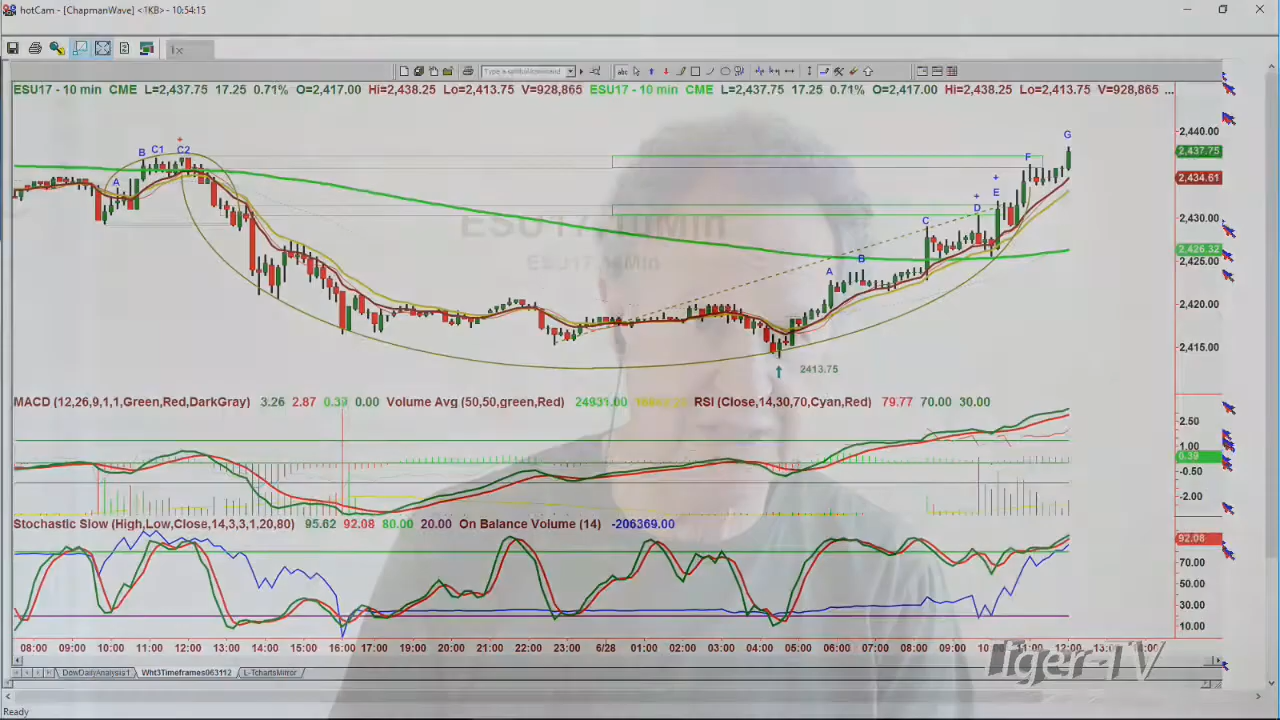 hotCam - [ChapmanWave] <1KB> - 10:54:15
Type a symbol/command
abc
ESU17 - 10 min CME L=2,437.75 17.25 0.71% O=2,417.00 Hi=2,438.25 Lo=2,413.75 V=928,865 ESU17 - 10 min CME L=2,437.75 17.25 0.71% O=2,417.00 Hi=2,438.25 Lo=2,413.75 V=928,865 ...
2,440.00
G
2,437.75
B C1 C2
F
2,434.61
A
E
D
2,430.00
C
ESU17.10Min
2,426.32
2,425.00
ESU17.10Min
B
A
2,420.00
2,415.00
2413.75
MACD (12,26,9,1,1,Green,Red,DarkGray) 3.26 2.87 0.39 0.00 Volume Avg (50,50,green,Red) 24931.00 RSI (Close,14,30,70,Cyan,Red) 79.77 70.00 30.00
2.50
1.00
0.39
-0.50
-2.00
Stochastic Slow (High,Low,Close,14,3,3,1,20,80) 95.62 92.08 80.00 20.00 On Balance Volume (14) -206369.00
92.08
70.00
50.00
30.00
10.00
08:00 09:00 10:00 11:00 12:00 13:00 14:00 15:00 16:00 17:00 18:00 19:00 20:00 21:00 22:00 23:00 6/28 01:00 02:00 03:00 04:00 05:00 06:00 07:00 08:00 09:00 10:00 11:00 12:00
Tiger-TV
DowDailyAnalysis1 Wht3Timeframes063112 L-TchartsMirror
Ready